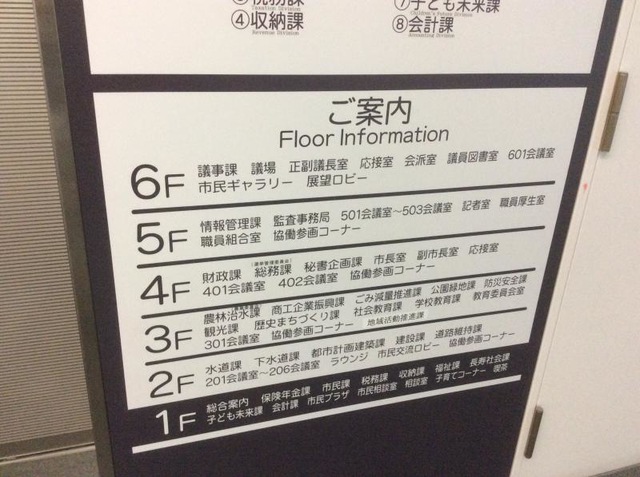 ④収納課
Revenue Division
⑦子ども未来課
Children's Future Division
⑧会計課
Accounting Division
ご案内
Floor Information
6F 議事課 議場 正副議長室 応接室 会派室 議員図書室 601会議室
市民ギャラリー 展望ロビー
5F 情報管理課 監査事務局 501会議室～503会議室 記者室 職員厚生室
職員組合室 協働参画コーナー
4F 財政課 総務課 秘書企画課 市長室 副市長室 応接室
401会議室 402会議室 協働参画コーナー
3F 農林治水課 商工企業振興課 ごみ減量推進課 公園緑地課 防災安全課
観光課 歴史まちづくり課 社会教育課 学校教育課 教育委員会室
301会議室 協働参画コーナー 地域活動推進課
2F 水道課 下水道課 都市計画建築課 建設課 道路維持課
201会議室～206会議室 ラウンジ 市民交流ロビー 協働参画コーナー
1F 総合案内 保険年金課 市民課 税務課 収納課 福祉課 長寿社会課
子ども未来課 会計課 市民プラザ 市民相談室 相談室 子育てコーナー 喫茶